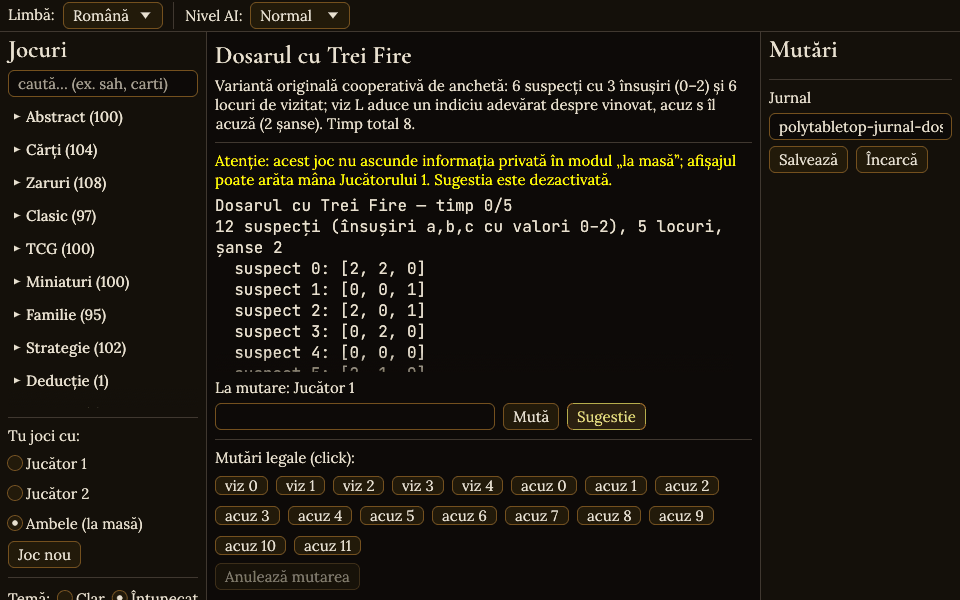 Limbă: Română ▼ Nivel AI: Normal ▼
Jocuri
caută... (ex. sah, carti)
▸ Abstract (100)
▸ Cărți (104)
▸ Zaruri (108)
▸ Clasic (97)
▸ TCG (100)
▸ Miniaturi (100)
▸ Familie (95)
▸ Strategie (102)
▸ Deducție (1)
Tu joci cu:
Jucător 1
Jucător 2
Ambele (la masă)
Joc nou
Temă: Clar Întunecat
Dosarul cu Trei Fire
Variantă originală cooperativă de anchetă: 6 suspecți cu 3 însușiri (0–2) și 6
locuri de vizitat; viz L aduce un indiciu adevărat despre vinovat, acuz s îl
acuză (2 șanse). Timp total 8.
Atenție: acest joc nu ascunde informația privată în modul „la masă”; afișajul
poate arăta mâna Jucătorului 1. Sugestia este dezactivată.
Dosarul cu Trei Fire — timp 0/5
12 suspecți (însușiri a,b,c cu valori 0–2), 5 locuri,
șanse 2
suspect 0: [2, 2, 0]
suspect 1: [0, 0, 1]
suspect 2: [2, 0, 1]
suspect 3: [0, 2, 0]
suspect 4: [0, 0, 0]
suspect 5: [2, 1, 0]
La mutare: Jucător 1
Mută Sugestie
Mutări legale (click):
viz 0 viz 1 viz 2 viz 3 viz 4 acuz 0 acuz 1 acuz 2
acuz 3 acuz 4 acuz 5 acuz 6 acuz 7 acuz 8 acuz 9
acuz 10 acuz 11
Anulează mutarea
Mutări
Jurnal
polytabletop-jurnal-dos
Salvează Încarcă